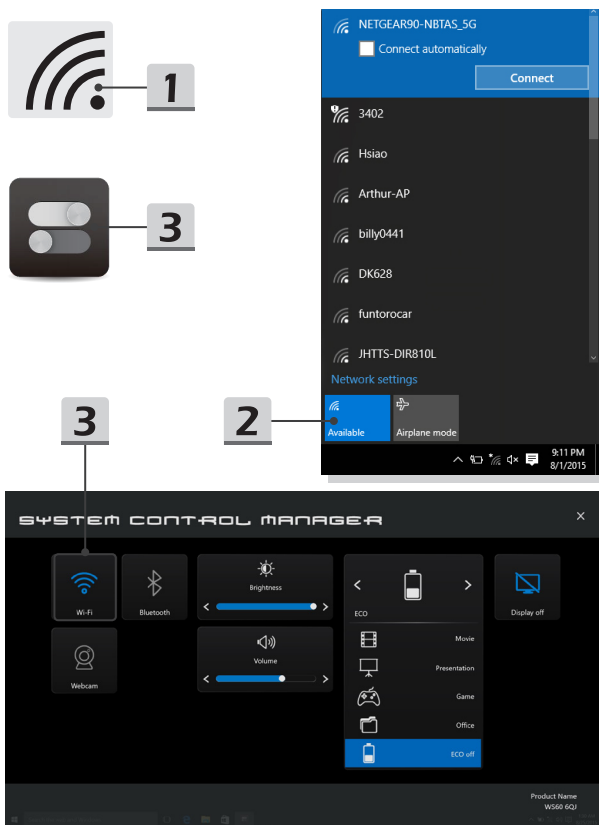 1
3
NETGEAR90-NBTAS_5G
Connect automatically
Connect
3402
Hsiao
Arthur-AP
billy0441
DK628
funtorocar
JHTTS-DIR810L
Network settings
2
Available
Airplane mode
9:11 PM
8/1/2015
3
SYSTEM CONTROL MANAGER
Wi-Fi
Bluetooth
Brightness
ECO
Display off
Webcam
Volume
Movie
Presentation
Game
Office
ECO off
Product Name
WS60 6QJ